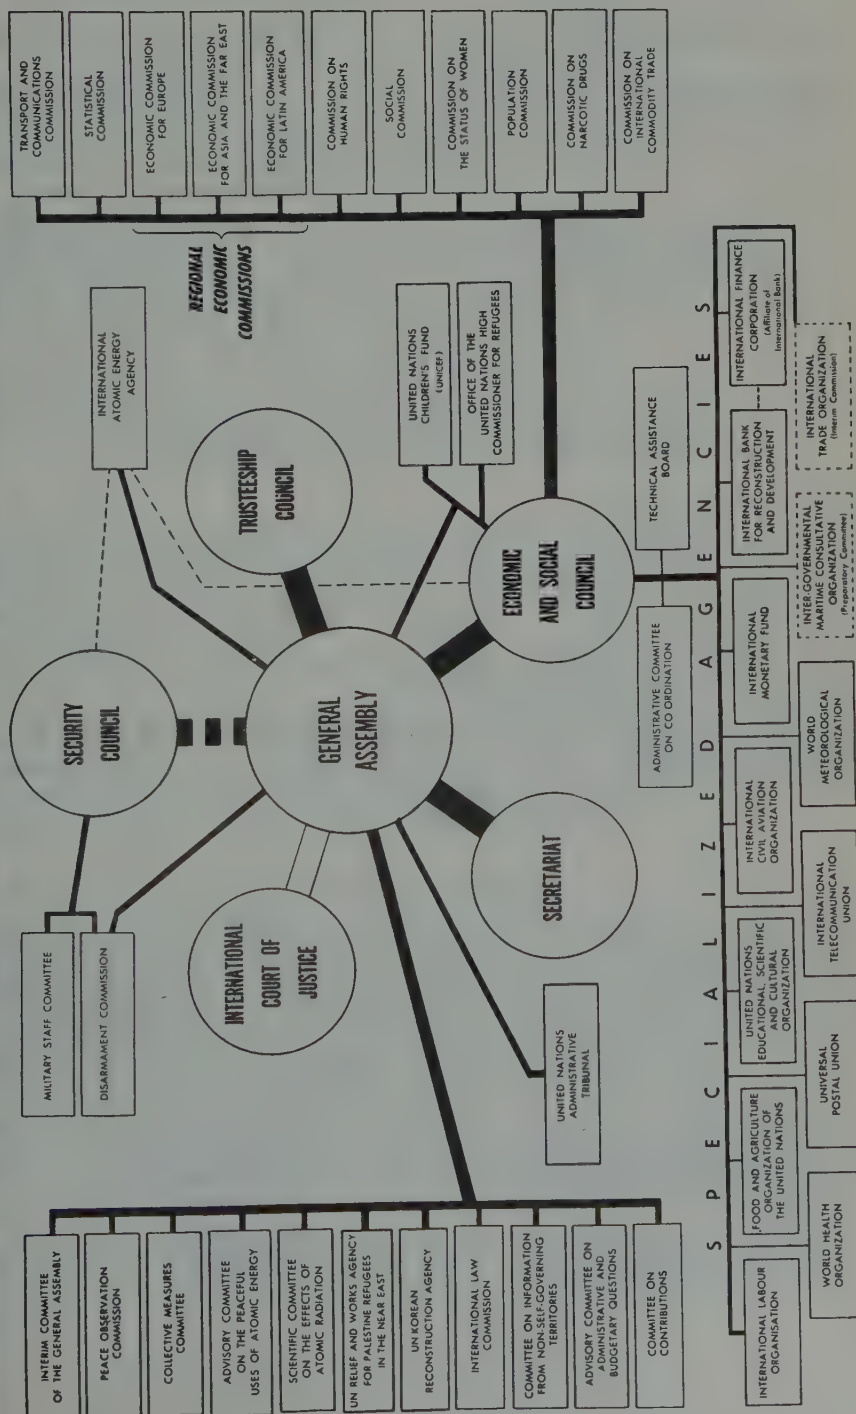 TRANSPORT AND
COMMUNICATIONS
COMMISSION
STATISTICAL
COMMISSION
ECONOMIC COMMISSION
FOR EUROPE
ECONOMIC COMMISSION
FOR ASIA AND THE FAR EAST
ECONOMIC COMMISSION
FOR LATIN AMERICA
COMMISSION ON
HUMAN RIGHTS
SOCIAL
COMMISSION
COMMISSION ON
THE STATUS OF WOMEN
POPULATION
COMMISSION
COMMISSION ON
NARCOTIC DRUGS
COMMISSION ON
INTERNATIONAL
COMMODITY TRADE
REGIONAL
ECONOMIC
COMMISSIONS
INTERNATIONAL
ATOMIC ENERGY
AGENCY
UNITED NATIONS
CHILDREN'S FUND
(UNICEF)
OFFICE OF THE
UNITED NATIONS HIGH
COMMISSIONER FOR REFUGEES
SECURITY
COUNCIL
TRUSTEESHIP
COUNCIL
GENERAL
ASSEMBLY
ECONOMIC
AND SOCIAL
COUNCIL
INTERNATIONAL
COURT OF
JUSTICE
SECRETARIAT
MILITARY STAFF COMMITTEE
DISARMAMENT COMMISSION
UNITED NATIONS
ADMINISTRATIVE
TRIBUNAL
TECHNICAL ASSISTANCE
BOARD
ADMINISTRATIVE COMMITTEE
ON CO ORDINATION
INTERIM COMMITTEE
OF THE GENERAL ASSEMBLY
PEACE OBSERVATION
COMMISSION
COLLECTIVE MEASURES
COMMITTEE
ADVISORY COMMITTEE
ON THE PEACEFUL
USES OF ATOMIC ENERGY
SCIENTIFIC COMMITTEE
ON THE EFFECTS OF
ATOMIC RADIATION
UN RELIEF AND WORKS AGENCY
FOR PALESTINE REFUGEES
IN THE NEAR EAST
UN KOREAN
RECONSTRUCTION AGENCY
INTERNATIONAL LAW
COMMISSION
COMMITTEE ON INFORMATION
FROM NON-SELF-GOVERNING
TERRITORIES
ADVISORY COMMITTEE ON
ADMINISTRATIVE AND
BUDGETARY QUESTIONS
COMMITTEE ON
CONTRIBUTIONS
SPECIALIZED AGENCIES
INTERNATIONAL LABOUR
ORGANISATION
FOOD AND AGRICULTURE
ORGANIZATION OF
THE UNITED NATIONS
UNITED NATIONS
EDUCATIONAL, SCIENTIFIC
AND CULTURAL
ORGANIZATION
INTERNATIONAL
CIVIL AVIATION
ORGANIZATION
INTERNATIONAL
MONETARY FUND
INTERNATIONAL BANK
FOR RECONSTRUCTION
AND DEVELOPMENT
INTERNATIONAL FINANCE
CORPORATION
(Affiliate of
International Bank)
WORLD HEALTH
ORGANIZATION
UNIVERSAL
POSTAL UNION
INTERNATIONAL
TELECOMMUNICATION
UNION
WORLD
METEOROLOGICAL
ORGANIZATION
INTER-GOVERNMENTAL
MARITIME CONSULTATIVE
ORGANIZATION
(Preparatory Committee)
INTERNATIONAL
TRADE ORGANIZATION
(Interim Commission)